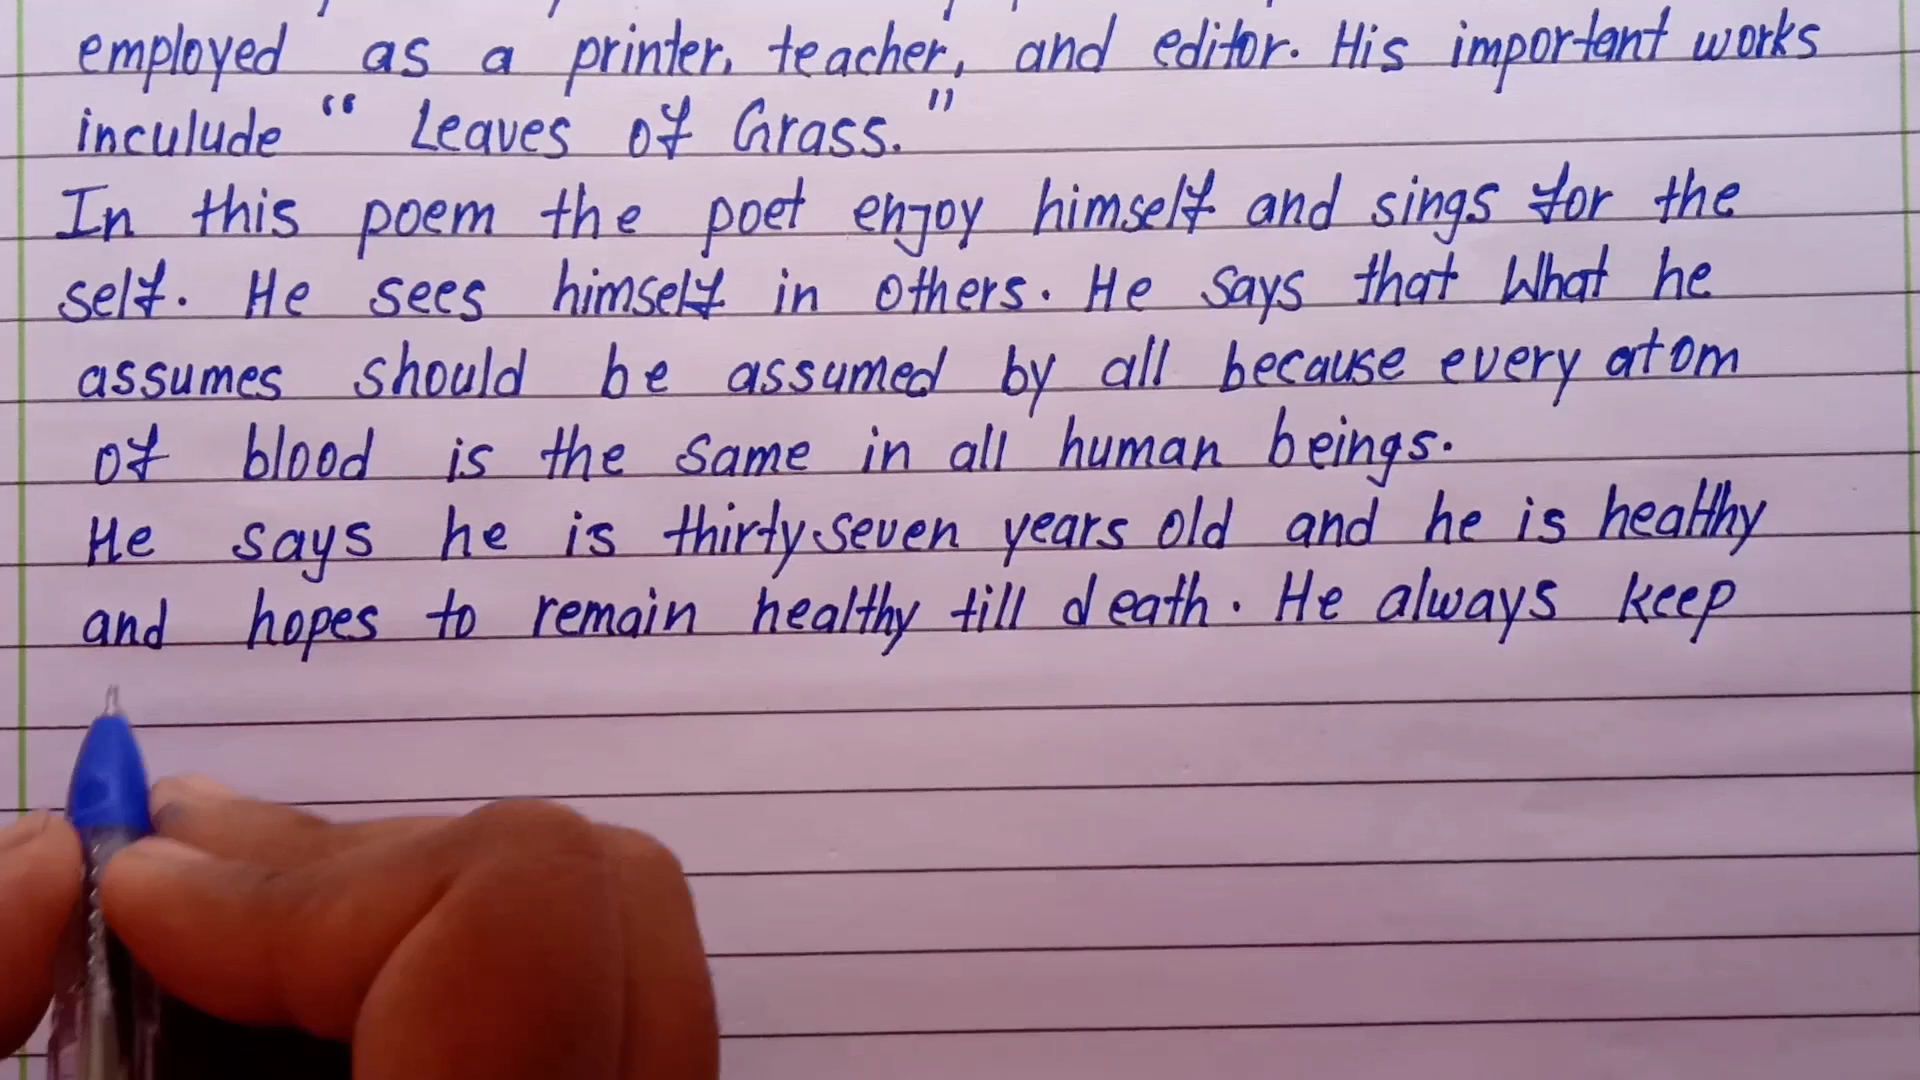 employed as a printer, teacher, and editor. His important works
inculude “ Leaves of Grass.”
In this poem the poet enjoy himself and sings for the
self. He sees himself in others. He says that What he
assumes should be assumed by all because every atom
of blood is the same in all human beings.
He says he is thirty-seven years old and he is healthy
and hopes to remain healthy till death. He always keep